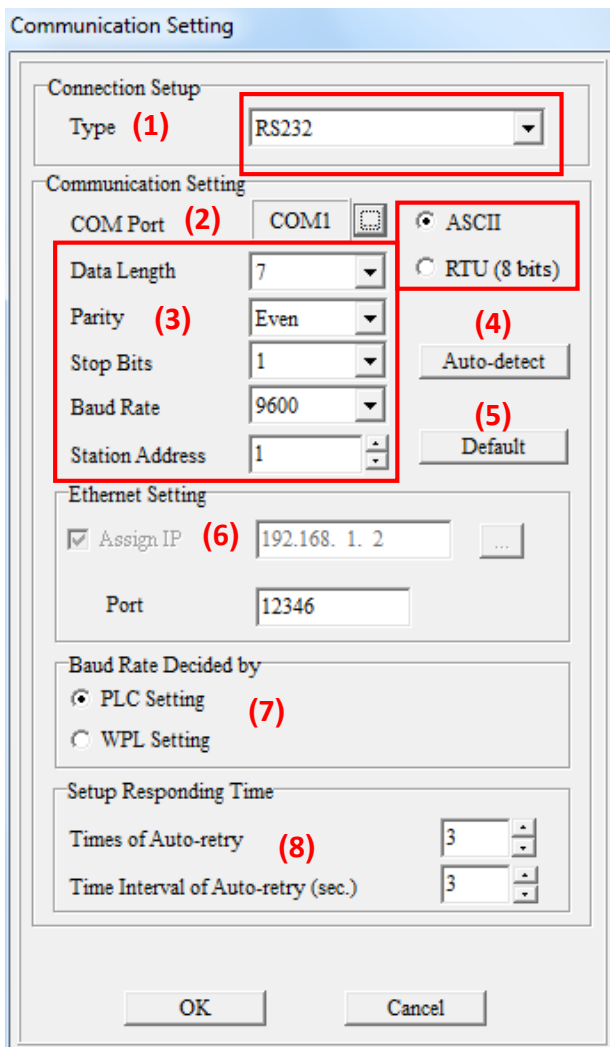 Communication Setting
Connection Setup
Type (1) RS232
Communication Setting
COM Port (2) COM1 ASCII
Data Length 7 RTU (8 bits)
Parity (3) Even (4)
Stop Bits 1 Auto-detect
Baud Rate 9600 (5)
Station Address 1 Default
Ethernet Setting
Assign IP (6) 192.168. 1. 2 ...
Port 12346
Baud Rate Decided by
PLC Setting (7)
WPL Setting
Setup Responding Time
Times of Auto-retry (8) 3
Time Interval of Auto-retry (sec.) 3
OK Cancel